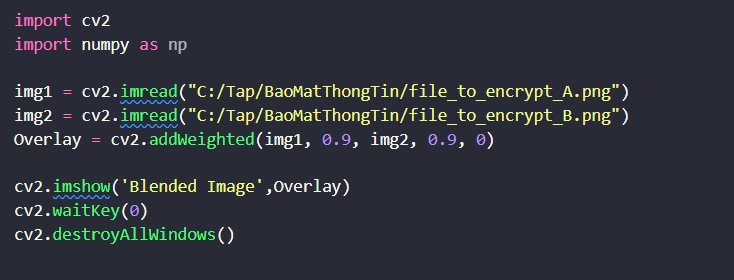 import cv2
import numpy as np
img1 = cv2.imread("C:/Tap/BaoMatThongTin/file_to_encrypt_A.png")
img2 = cv2.imread("C:/Tap/BaoMatThongTin/file_to_encrypt_B.png")
Overlay = cv2.addWeighted(img1, 0.9, img2, 0.9, 0)
cv2.imshow('Blended Image',Overlay)
cv2.waitKey(0)
cv2.destroyAllWindows()